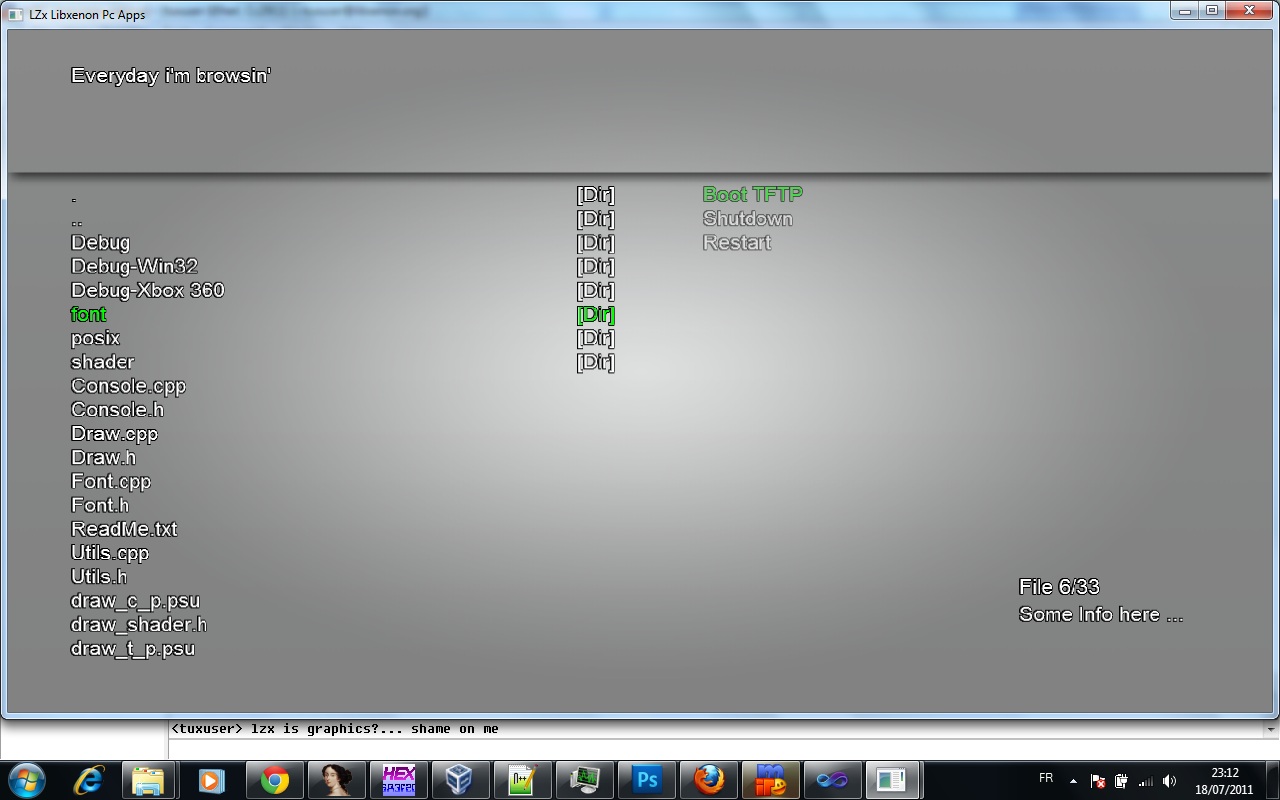 LZx Libxenon Pc Apps
Everyday i'm browsin'
. [Dir] Boot TFTP
.. [Dir] Shutdown
Debug [Dir] Restart
Debug-Win32 [Dir]
Debug-Xbox 360 [Dir]
font [Dir]
posix [Dir]
shader [Dir]
Console.cpp
Console.h
Draw.cpp
Draw.h
Font.cpp
Font.h
ReadMe.txt
Utils.cpp
Utils.h
draw_c_p.psu
draw_shader.h
draw_t_p.psu
File 6/33
Some Info here ...
<tuxuser> lzx is graphics?... shame on me
HEX
Ps
FR
23:12
18/07/2011